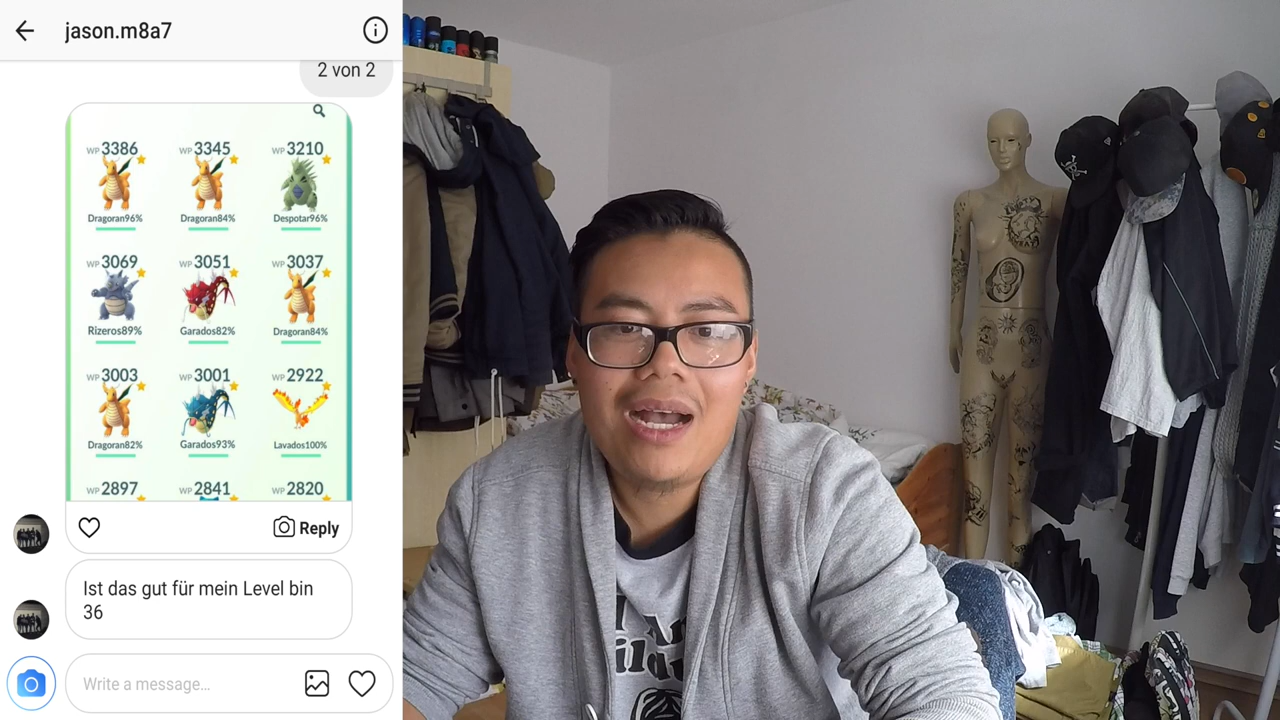 jason.m8a7
2 von 2
WP 3386 WP 3345 WP 3210
Dragoran96% Dragoran84% Despotar96%
WP 3069 WP 3051 WP 3037
Rizeros89% Garados82% Dragoran84%
WP 3003 WP 3001 WP 2922
Dragoran82% Garados93% Lavados100%
WP 2897 WP 2841 WP 2820
Reply
Ist das gut für mein Level bin
36
Write a message...